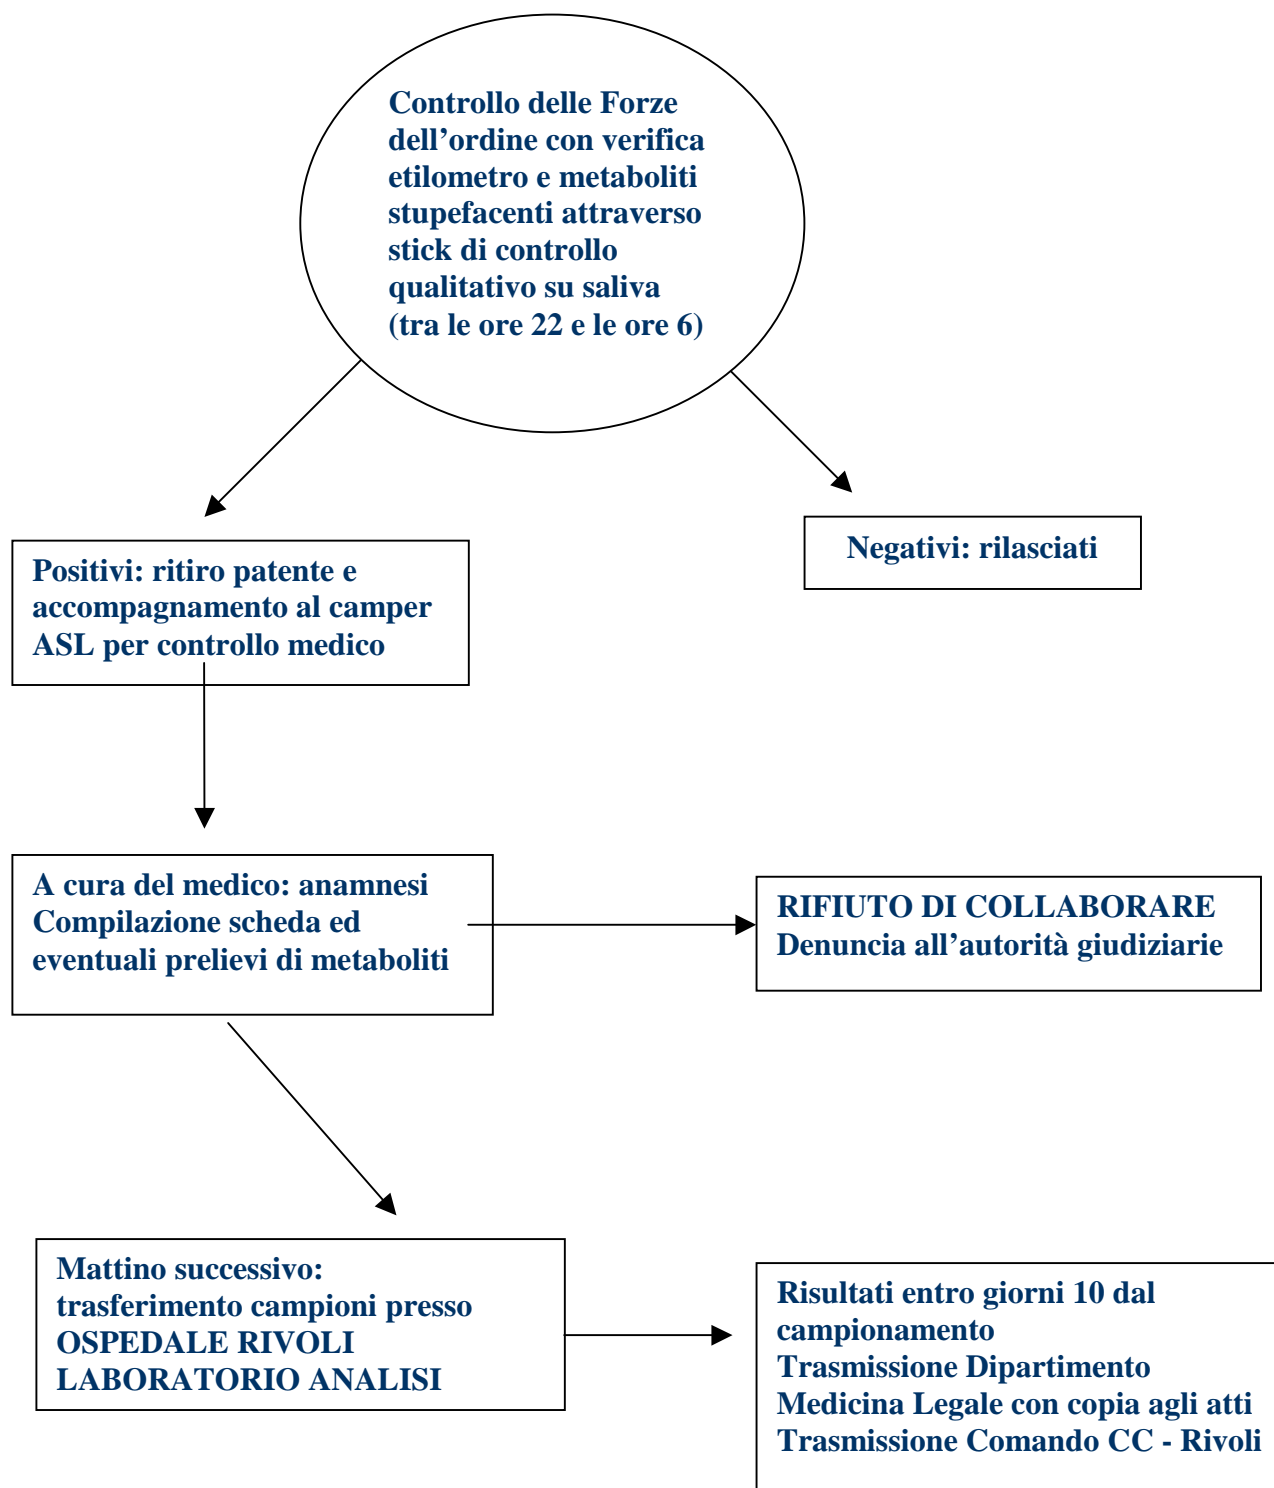 Controllo delle Forze
dell’ordine con verifica
etilometro e metaboliti
stupefacenti attraverso
stick di controllo
qualitativo su saliva
(tra le ore 22 e le ore 6)
Negativi: rilasciati
Positivi: ritiro patente e
accompagnamento al camper
ASL per controllo medico
A cura del medico: anamnesi
Compilazione scheda ed
eventuali prelievi di metaboliti
RIFIUTO DI COLLABORARE
Denuncia all’autorità giudiziarie
Mattino successivo:
trasferimento campioni presso
OSPEDALE RIVOLI
LABORATORIO ANALISI
Risultati entro giorni 10 dal
campionamento
Trasmissione Dipartimento
Medicina Legale con copia agli atti
Trasmissione Comando CC - Rivoli